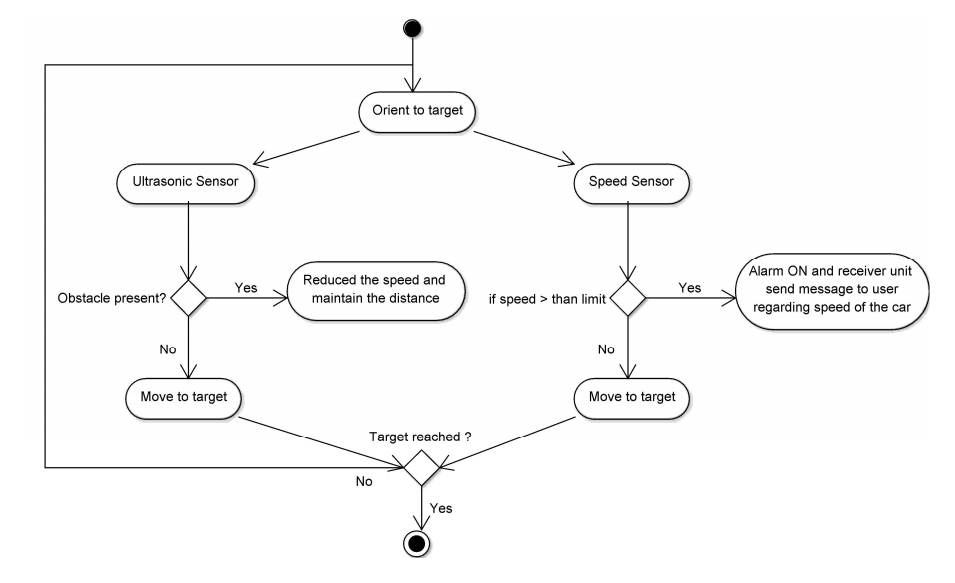 Orient to target
Ultrasonic Sensor
Speed Sensor
Obstacle present?
Yes
Reduced the speed and
maintain the distance
if speed > than limit
Yes
Alarm ON and receiver unit
send message to user
regarding speed of the car
No
No
Move to target
Move to target
Target reached ?
No
Yes